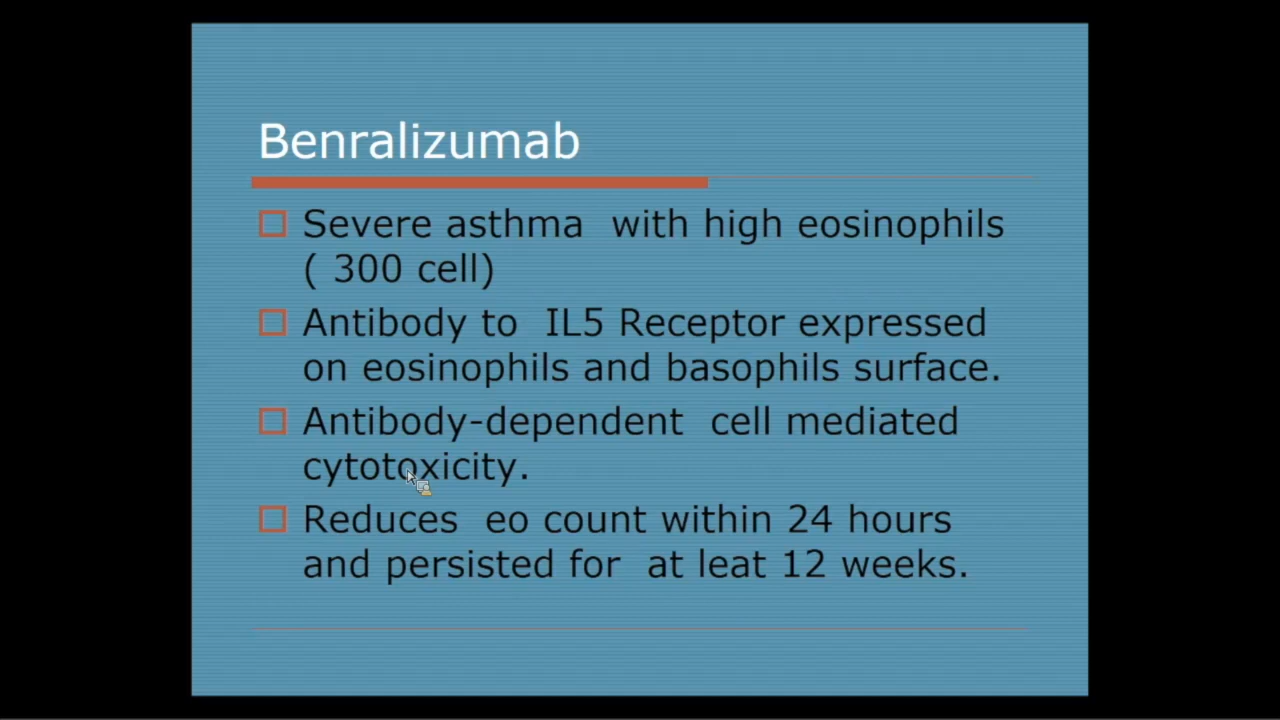 Benralizumab
Severe asthma  with high eosinophils
( 300 cell)
Antibody to  IL5 Receptor expressed
on eosinophils and basophils surface.
Antibody-dependent  cell mediated
cytotoxicity.
Reduces  eo count within 24 hours
and persisted for  at leat 12 weeks.